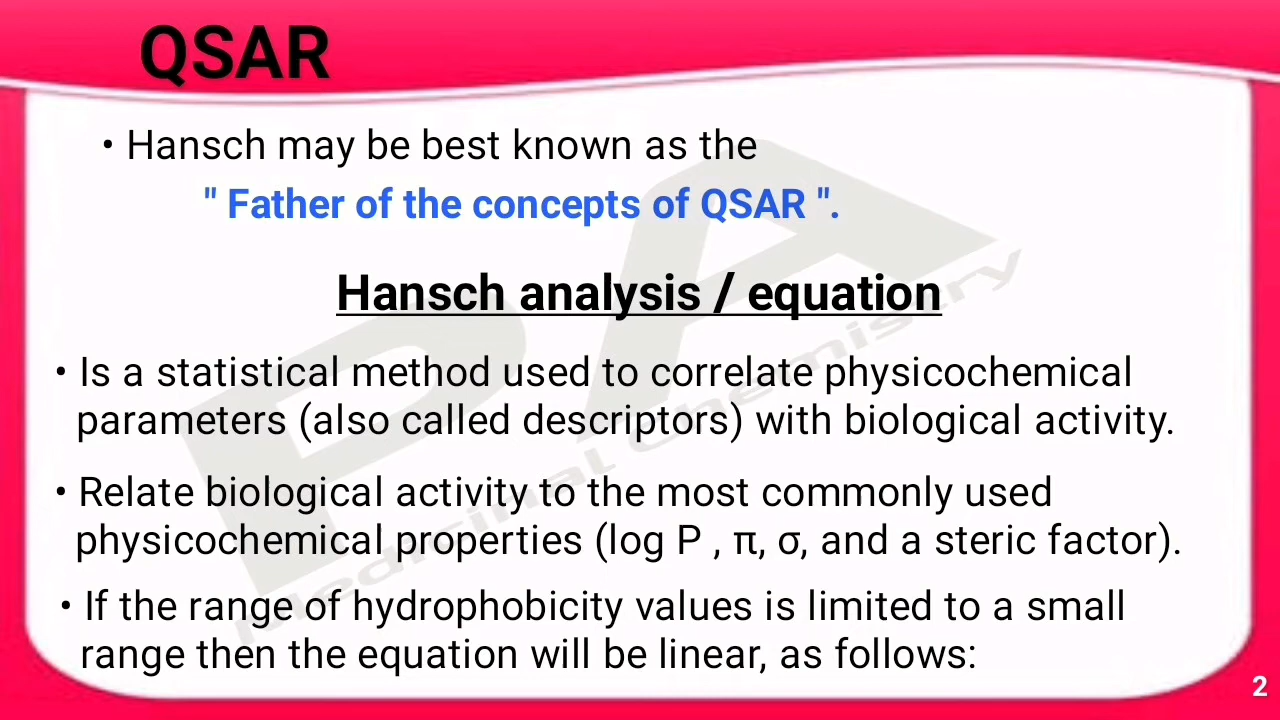 QSAR
• Hansch may be best known as the
" Father of the concepts of QSAR ".
Hansch analysis / equation
• Is a statistical method used to correlate physicochemical
parameters (also called descriptors) with biological activity.
• Relate biological activity to the most commonly used
physicochemical properties (log P , π, σ, and a steric factor).
• If the range of hydrophobicity values is limited to a small
range then the equation will be linear, as follows:
2
PA
Medicinal Chemistry